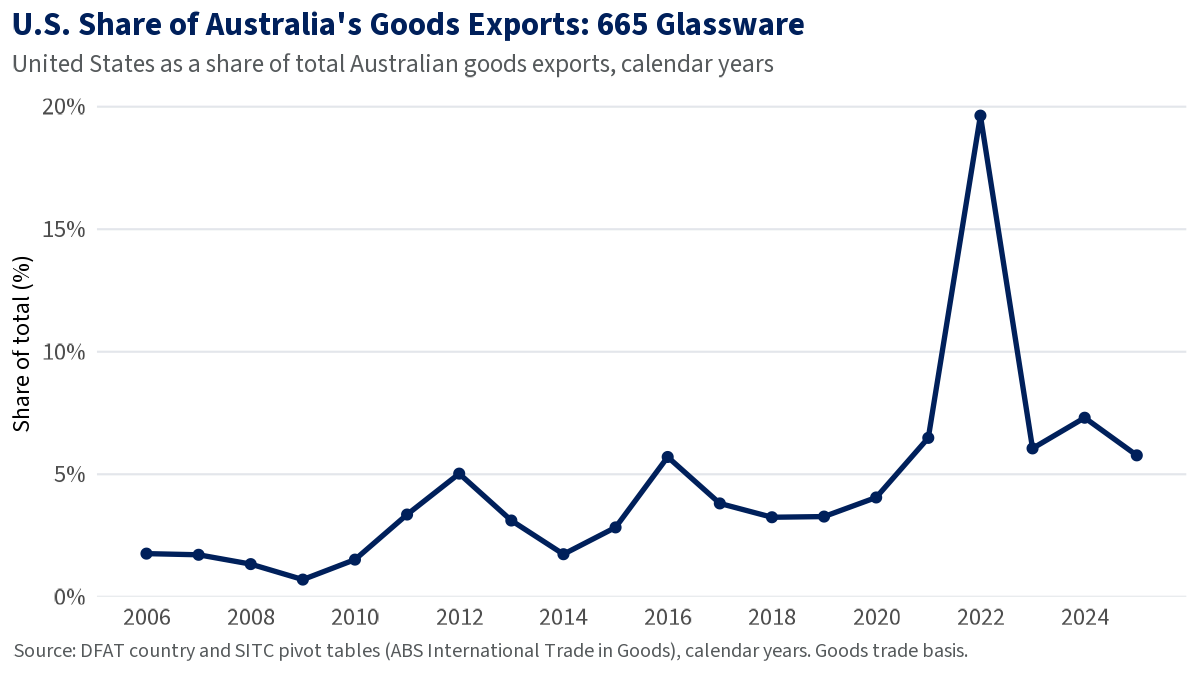 U.S. Share of Australia's Goods Exports: 665 Glassware
United States as a share of total Australian goods exports, calendar years
20%
15%
10%
5%
0%
Share of total (%)
2006 2008 2010 2012 2014 2016 2018 2020 2022 2024
Source: DFAT country and SITC pivot tables (ABS International Trade in Goods), calendar years. Goods trade basis.